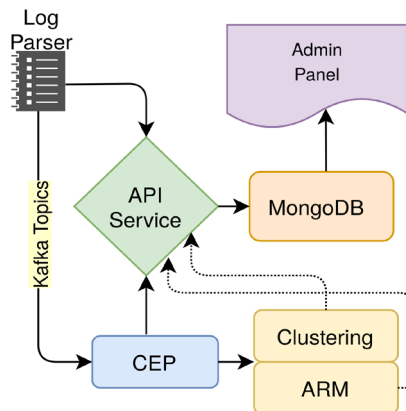 Log
Parser
Admin
Panel
API
Service
MongoDB
Kafka Topics
CEP
Clustering
ARM